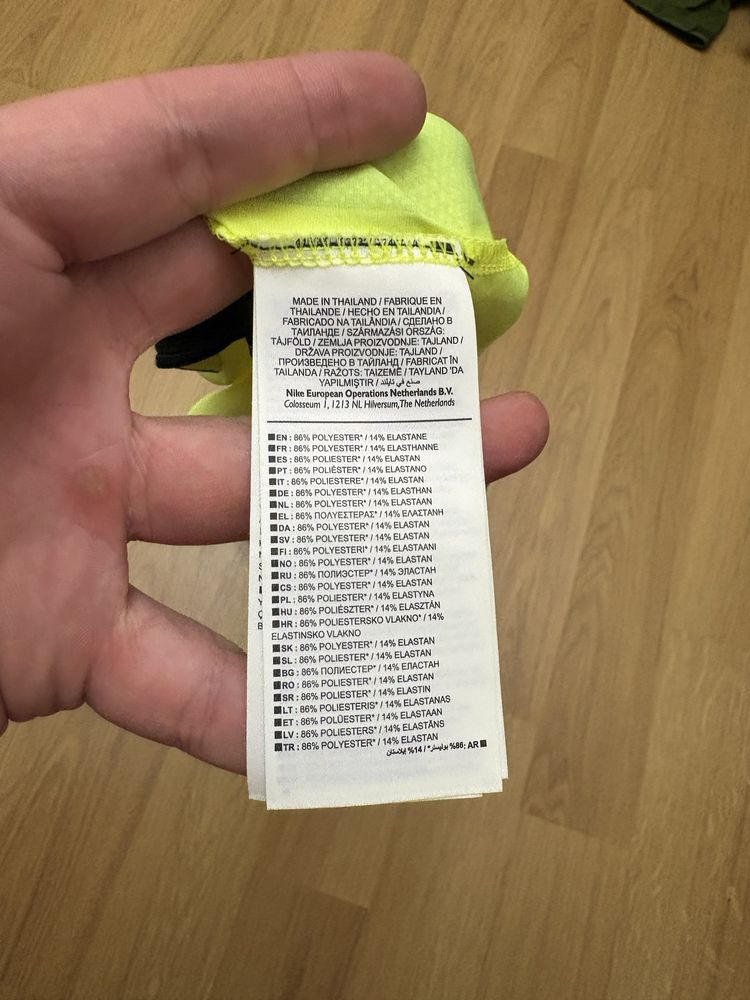 MADE IN THAILAND / FABRIQUE EN
THAILANDE / HECHO EN TAILANDIA /
FABRICADO NA TAILÂNDIA / СДЕЛАНО В
ТАИЛАНДЕ / SZÁRMAZÁSI ORSZÁG:
TÁJFÖLD / ZEMLJA PROIZVODNJE: TAJLAND /
DRŽAVA PROIZVODNJE: TAJLAND /
ПРОИЗВЕДЕНО В ТАЙЛАНД / FABRICAT ÎN
TAILANDA / RAŽOTS: TAIZEMĒ / TAYLAND 'DA
YAPILMIŞTIR / صنع في تايلند
Nike European Operations Netherlands B.V.
Colosseum 1, 1213 NL Hilversum, The Netherlands
EN : 86% POLYESTER* / 14% ELASTANE
FR : 86% POLYESTER* / 14% ELASTHANNE
ES : 86% POLIESTER* / 14% ELASTAN
PT : 86% POLIÉSTER* / 14% ELASTANO
IT : 86% POLIESTERE* / 14% ELASTAN
DE : 86% POLYESTER* / 14% ELASTHAN
NL : 86% POLYESTER* / 14% ELASTAAN
EL : 86% ΠΟΛΥΕΣΤΕΡΑΣ* / 14% ΕΛΑΣΤΑΝΗ
DA : 86% POLYESTER* / 14% ELASTAN
SV : 86% POLYESTER* / 14% ELASTAN
FI : 86% POLYESTERI* / 14% ELASTAANI
NO : 86% POLYESTER* / 14% ELASTAN
RU : 86% ПОЛИЭСТЕР* / 14% ЭЛАСТАН
CS : 86% POLYESTER* / 14% ELASTAN
PL : 86% POLIESTER* / 14% ELASTYNA
HU : 86% POLIÉSZTER* / 14% ELASZTÁN
HR : 86% POLIESTERSKO VLAKNO* / 14%
ELASTINSKO VLAKNO
SK : 86% POLYESTER* / 14% ELASTAN
SL : 86% POLIESTER* / 14% ELASTAN
BG : 86% ПОЛИЕСТЕР* / 14% ЕЛАСТАН
RO : 86% POLIESTER* / 14% ELASTAN
SR : 86% POLIESTER* / 14% ELASTIN
LT : 86% POLIESTERIS* / 14% ELASTANAS
ET : 86% POLÜESTER* / 14% ELASTAAN
LV : 86% POLIESTERS* / 14% ELASTĀNS
TR : 86% POLYESTER* / 14% ELASTAN
AR :86% بوليستر* / 14% إيلاستان